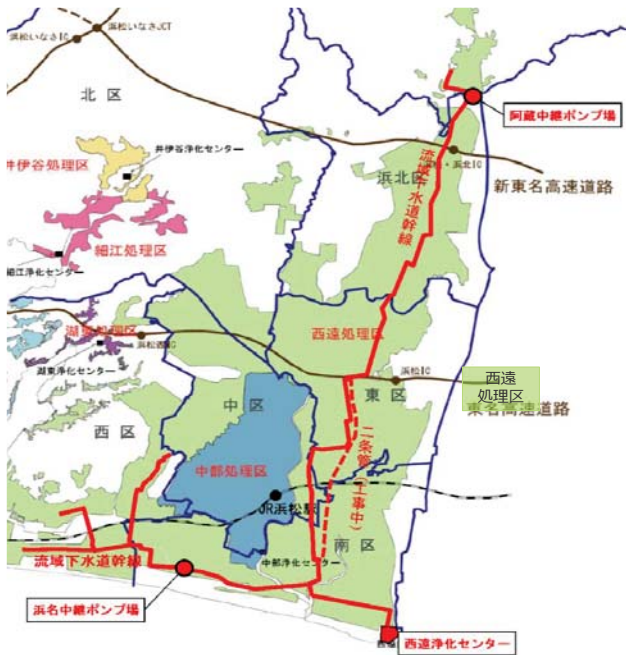 浜松いなさJCT
浜松いなさIC
北区
阿蔵中継ポンプ場
井伊谷浄化センター
井伊谷処理区
浜松・浜北IC
浜北区
新東名高速道路
流域下水道幹線
細江処理区
細江浄化センター
湖東処理区
浜松西IC
湖東浄化センター
西遠処理区
浜松IC
西遠
処理区
東名高速道路
中区
東区
西区
二条管(工事中)
中部処理区
JR浜松駅
南区
流域下水道幹線
中部浄化センター
浜名中継ポンプ場
西遠浄化センター